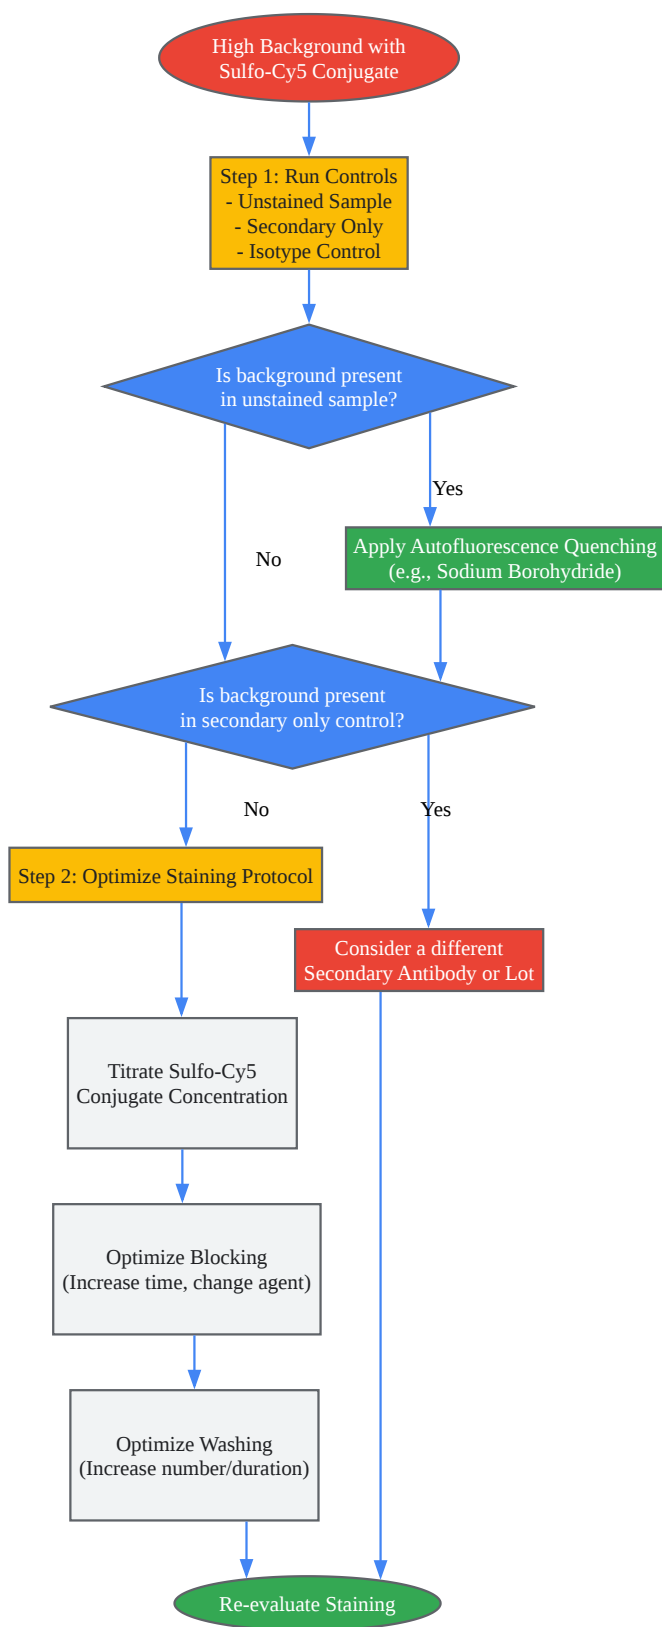 High Background with
Sulfo-Cy5 Conjugate
Step 1: Run Controls
- Unstained Sample
- Secondary Only
- Isotype Control
Is background present
in unstained sample?
Yes
Apply Autofluorescence Quenching
(e.g., Sodium Borohydride)
No
Is background present
in secondary only control?
No
Yes
Step 2: Optimize Staining Protocol
Consider a different
Secondary Antibody or Lot
Titrate Sulfo-Cy5
Conjugate Concentration
Optimize Blocking
(Increase time, change agent)
Optimize Washing
(Increase number/duration)
Re-evaluate Staining